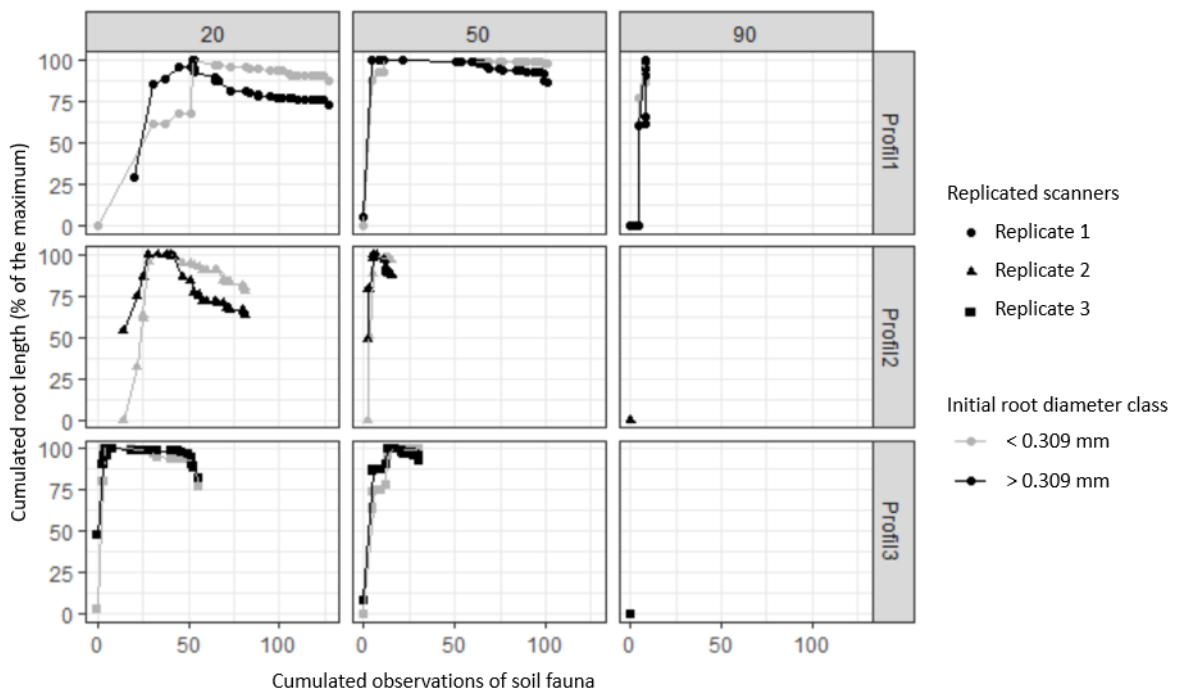 20 50 90
100
75
50
25
0
Profil1
100
75
50
25
0
Profil2
100
75
50
25
0
Profil3
0 50 100 0 50 100 0 50 100
Cumulated root length (% of the maximum)
Cumulated observations of soil fauna
Replicated scanners
Replicate 1
Replicate 2
Replicate 3
Initial root diameter class
< 0.309 mm
> 0.309 mm